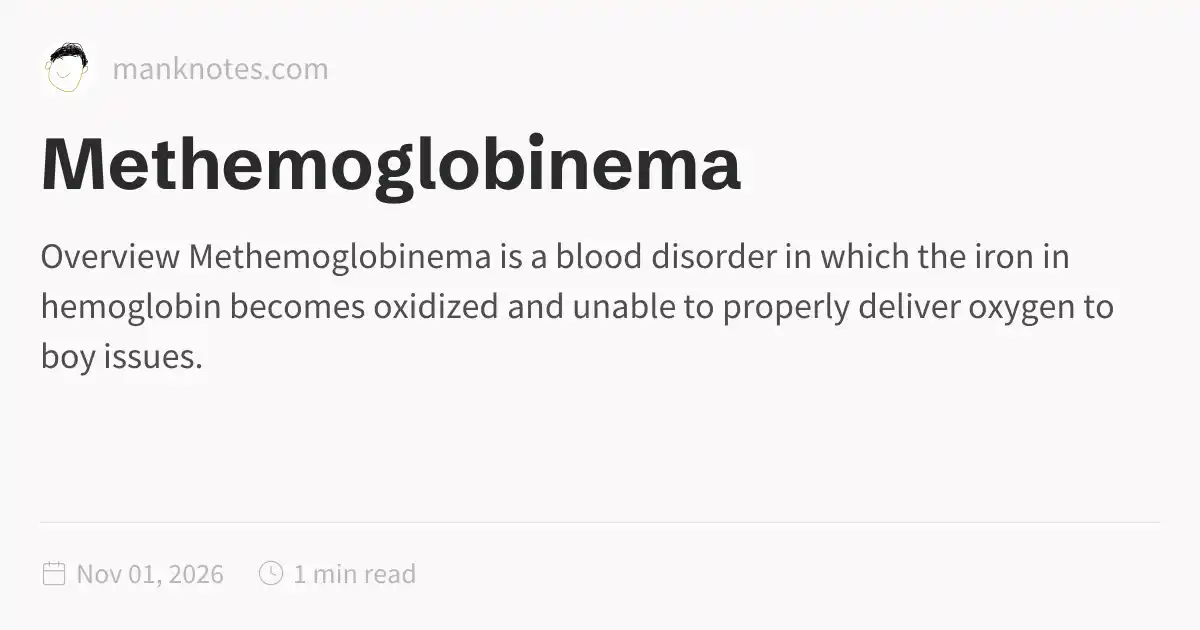 manknotes.com
Methemoglobinema
Overview Methemoglobinema is a blood disorder in which the iron in
hemoglobin becomes oxidized and unable to properly deliver oxygen to
boy issues.
Nov 01, 2026
1 min read